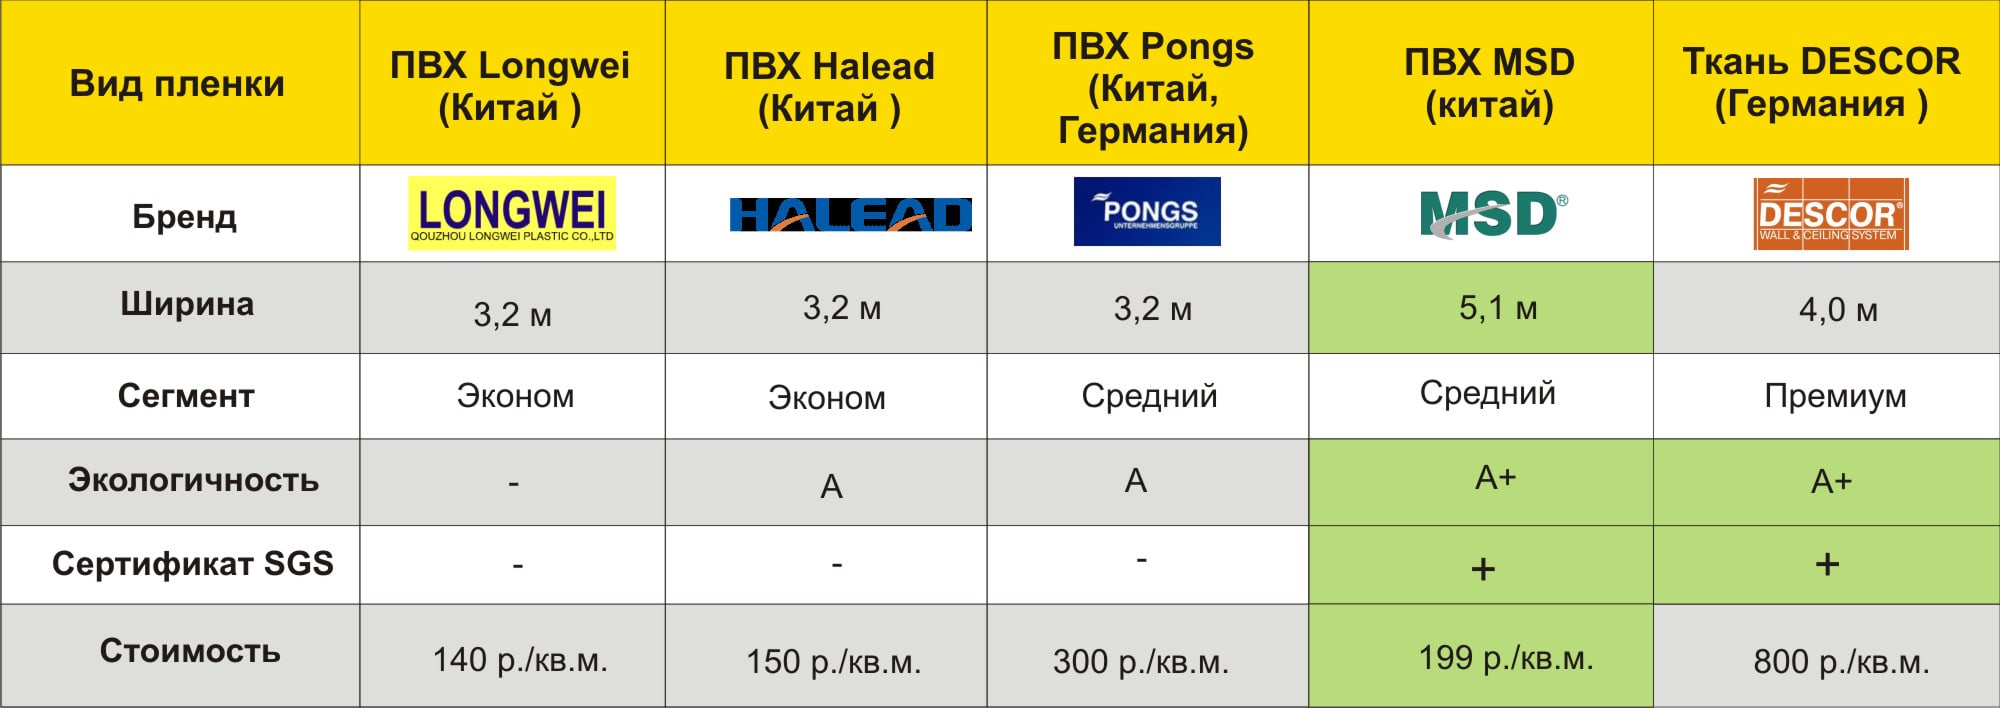 Вид пленки
ПВХ Longwei
(Китай )
ПВХ Halead
(Китай )
ПВХ Pongs
(Китай,
Германия)
ПВХ MSD
(китай)
Ткань DESCOR
(Германия )
Бренд
LONGWEI
QOUZHOU LONGWEI PLASTIC CO.,LTD
HALEAD
PONGS
UNTERNEHMENSGRUPPE
MSD®
DESCOR®
WALL & CEILING SYSTEM
Ширина
3,2 м
3,2 м
3,2 м
5,1 м
4,0 м
Сегмент
Эконом
Эконом
Средний
Средний
Премиум
Экологичность
-
А
А
А+
А+
Сертификат SGS
-
-
-
+
+
Стоимость
140 р./кв.м.
150 р./кв.м.
300 р./кв.м.
199 р./кв.м.
800 р./кв.м.